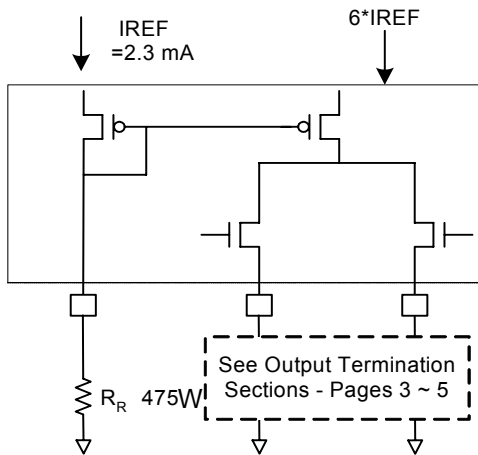 IREF
=2.3 mA
6*IREF
See Output Termination
Sections - Pages 3 ~ 5
RR 475W